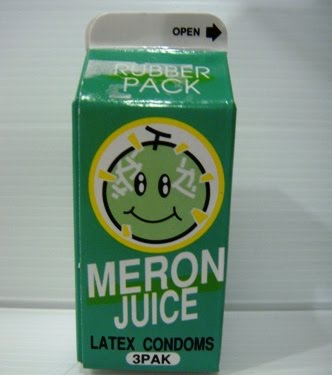 OPEN
RUBBER
PACK
MERON
JUICE
LATEX CONDOMS
3PAK